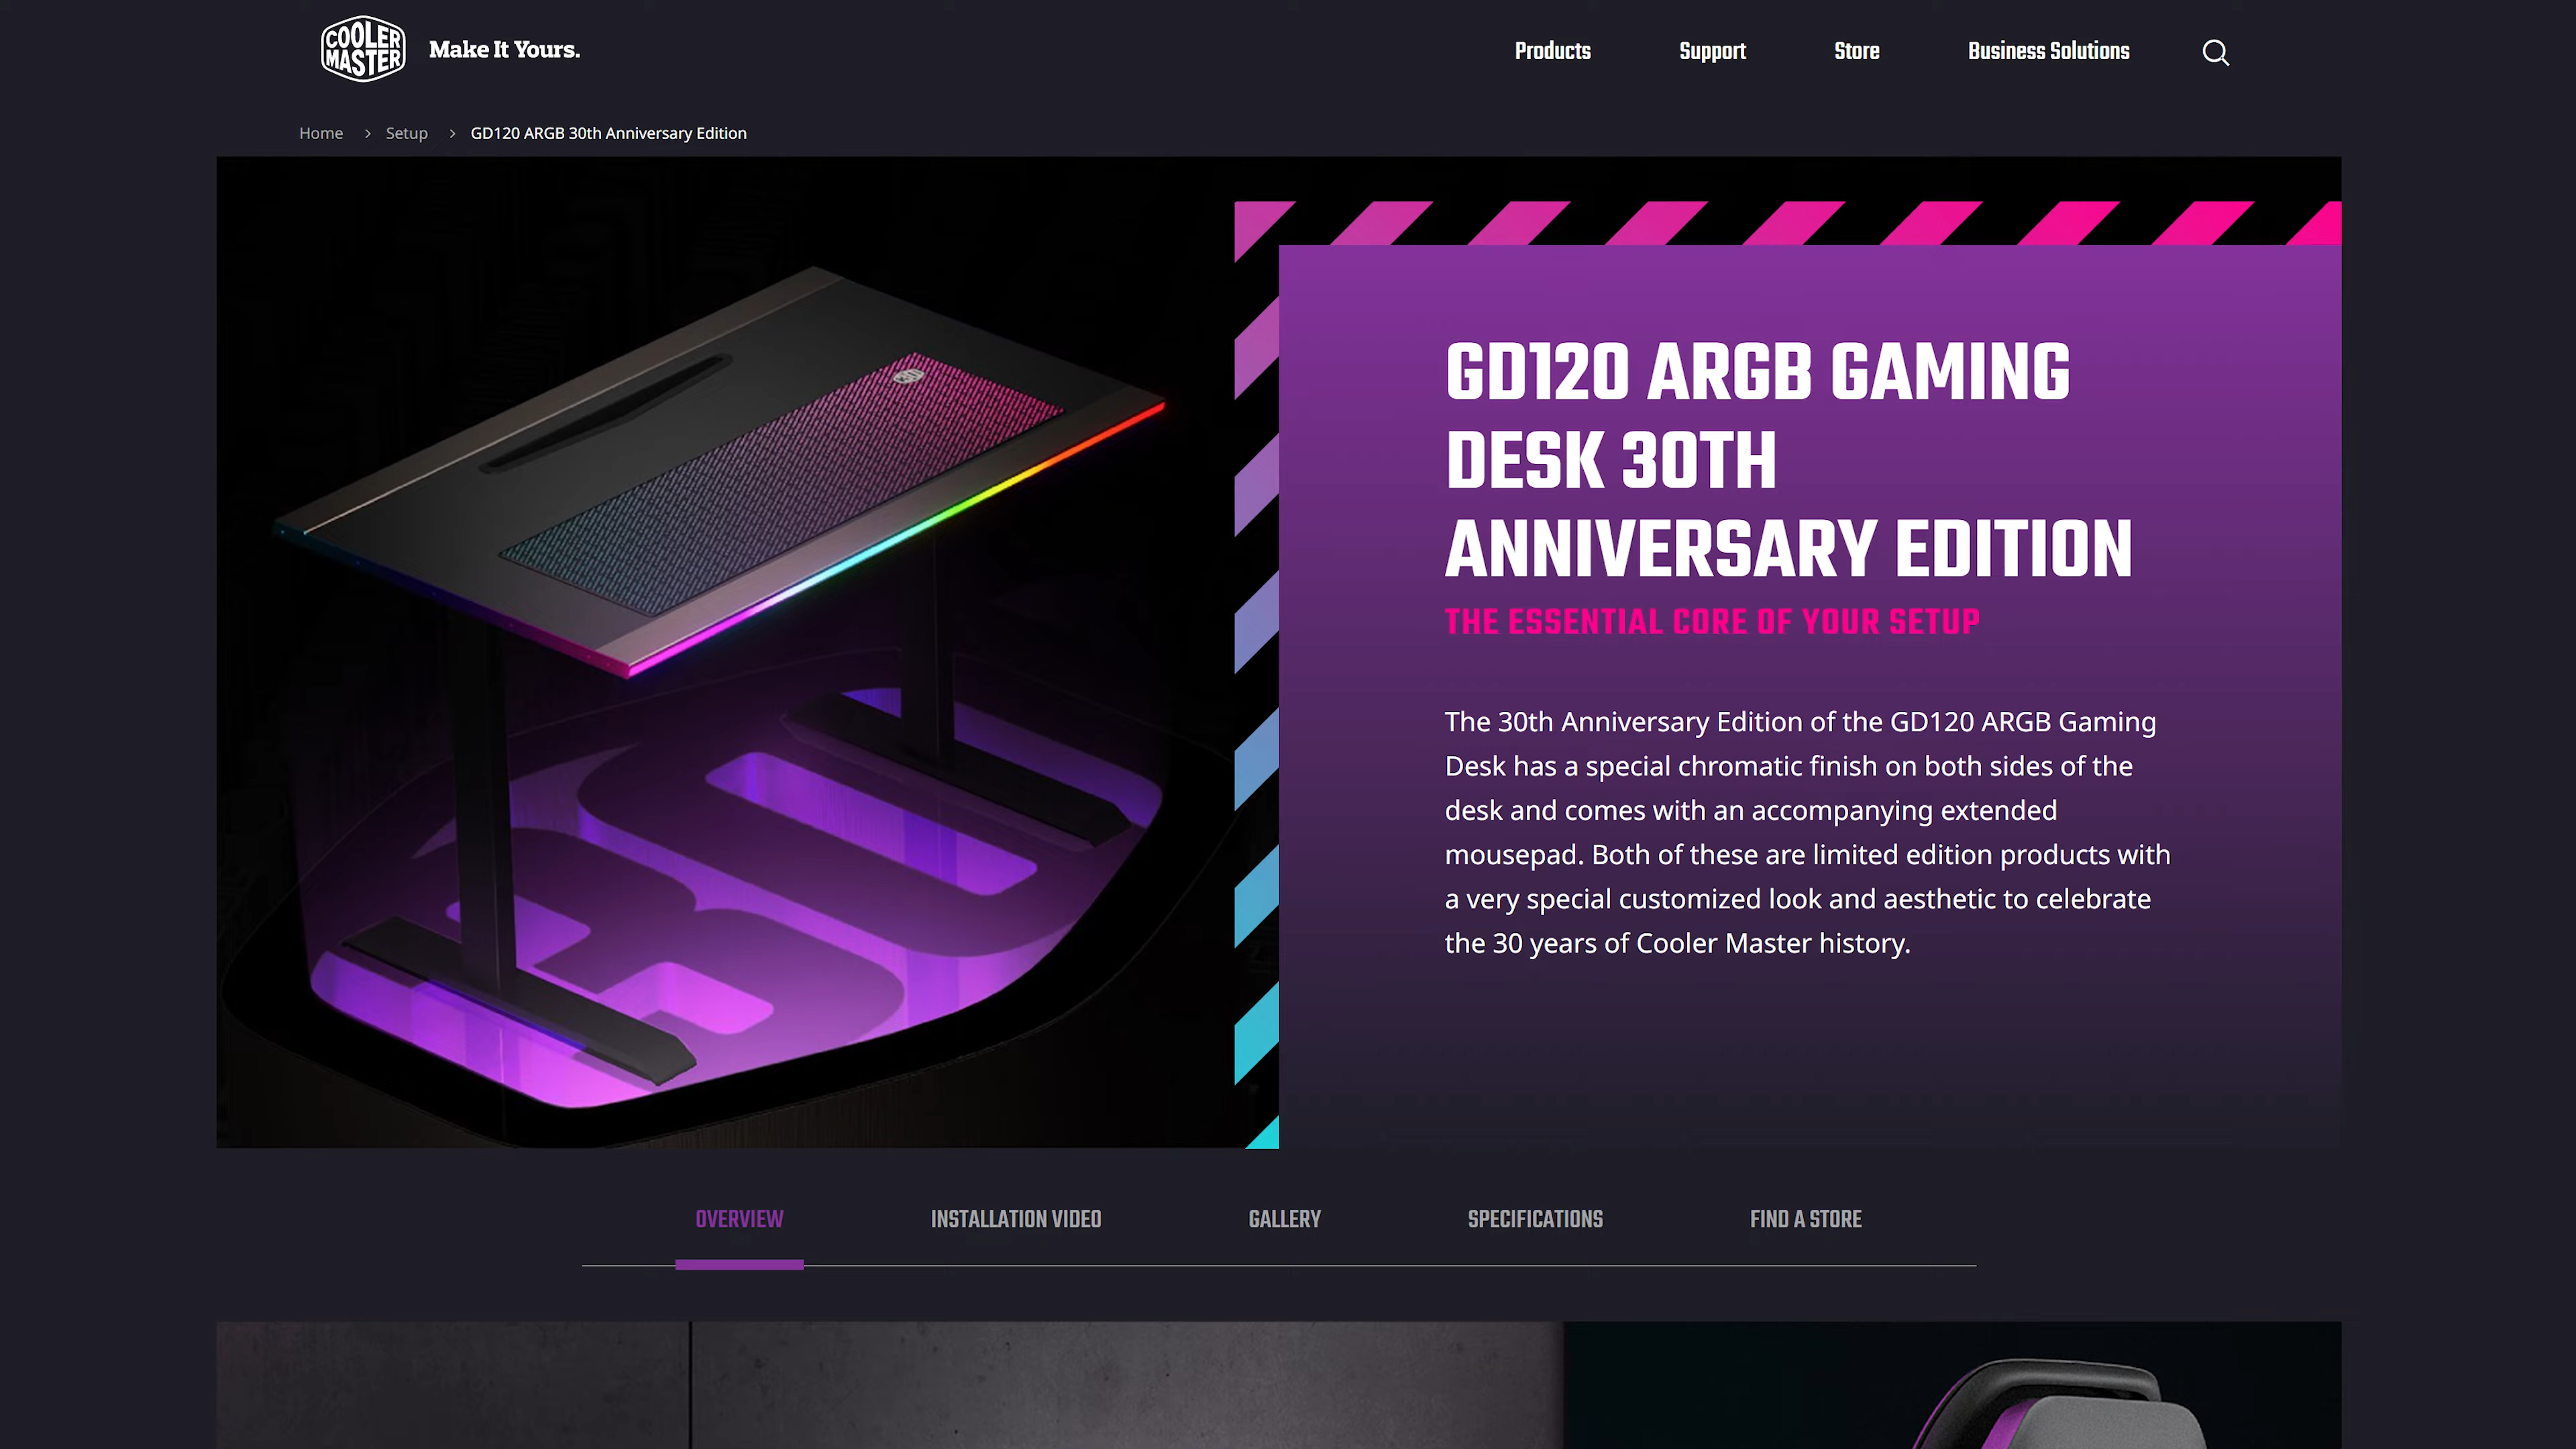 COOLER
MASTER
Make It Yours.
Products
Support
Store
Business Solutions
Home
Setup
GD120 ARGB 30th Anniversary Edition
GD120 ARGB GAMING
DESK 30TH
ANNIVERSARY EDITION
THE ESSENTIAL CORE OF YOUR SETUP
The 30th Anniversary Edition of the GD120 ARGB Gaming
Desk has a special chromatic finish on both sides of the
desk and comes with an accompanying extended
mousepad. Both of these are limited edition products with
a very special customized look and aesthetic to celebrate
the 30 years of Cooler Master history.
30
OVERVIEW
INSTALLATION VIDEO
GALLERY
SPECIFICATIONS
FIND A STORE